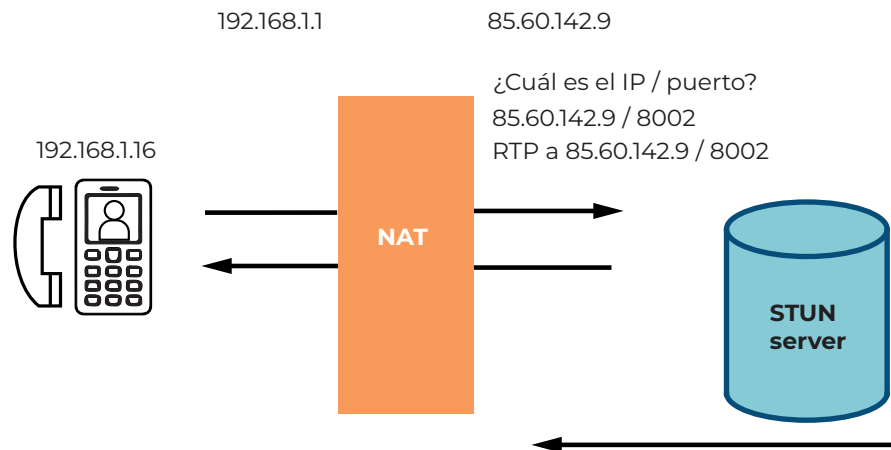 192.168.1.1
85.60.142.9
¿Cuál es el IP / puerto?
85.60.142.9 / 8002
RTP a 85.60.142.9 / 8002
192.168.1.16
NAT
STUN
server